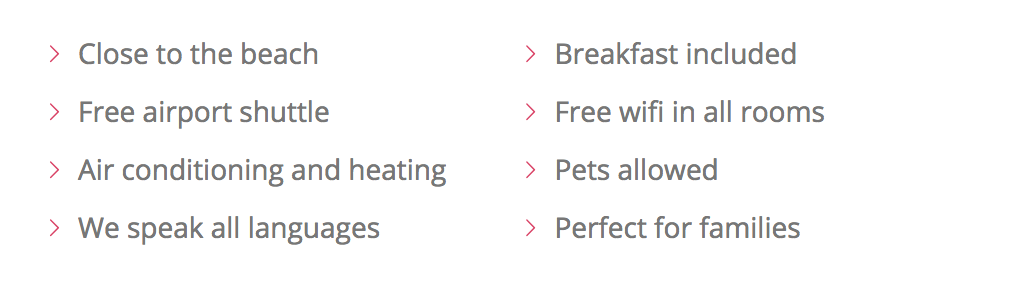 Close to the beach
Free airport shuttle
Air conditioning and heating
We speak all languages
Breakfast included
Free wifi in all rooms
Pets allowed
Perfect for families